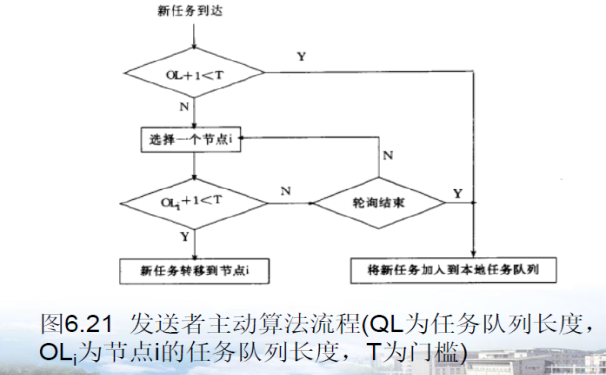 新任务到达
OL+1<T
Y
N
选择一个节点i
N
OLi+1<T
N
轮询结束
Y
Y
新任务转移到节点i
将新任务加入到本地任务队列
图6.21 发送者主动算法流程(QL为任务队列长度，
OLi为节点i的任务队列长度，T为门槛)